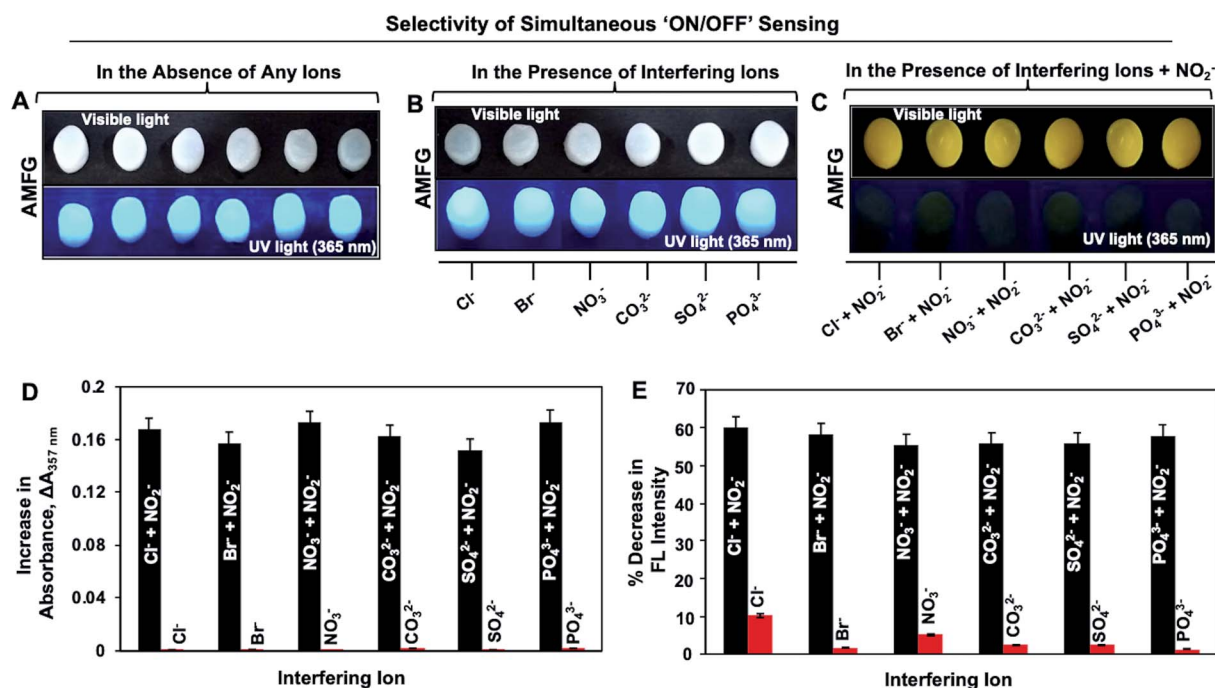 Selectivity of Simultaneous ‘ON/OFF’ Sensing
In the Absence of Any Ions
A
Visible light
AMFG
UV light (365 nm)
In the Presence of Interfering Ions
B
Visible light
AMFG
UV light (365 nm)
Cl⁻
Br⁻
NO₃⁻
CO₃²⁻
SO₄²⁻
PO₄³⁻
In the Presence of Interfering Ions + NO₂⁻
C
Visible light
AMFG
UV light (365 nm)
Cl⁻ + NO₂⁻
Br⁻ + NO₂⁻
NO₃⁻ + NO₂⁻
CO₃²⁻ + NO₂⁻
SO₄²⁻ + NO₂⁻
PO₄³⁻ + NO₂⁻
D
Increase in
Absorbance, ΔA₃₅₇ ₙₘ
0.2
0.16
0.12
0.08
0.04
0
Cl⁻ + NO₂⁻
Cl⁻
Br⁻ + NO₂⁻
Br⁻
NO₃⁻ + NO₂⁻
NO₃⁻
CO₃²⁻ + NO₂⁻
CO₃²⁻
SO₄²⁻ + NO₂⁻
SO₄²⁻
PO₄³⁻ + NO₂⁻
PO₄³⁻
Interfering Ion
E
% Decrease in
FL Intensity
70
60
50
40
30
20
10
0
Cl⁻ + NO₂⁻
Cl⁻
Br⁻ + NO₂⁻
Br⁻
NO₃⁻ + NO₂⁻
NO₃⁻
CO₃²⁻ + NO₂⁻
CO₃²⁻
SO₄²⁻ + NO₂⁻
SO₄²⁻
PO₄³⁻ + NO₂⁻
PO₄³⁻
Interfering Ion